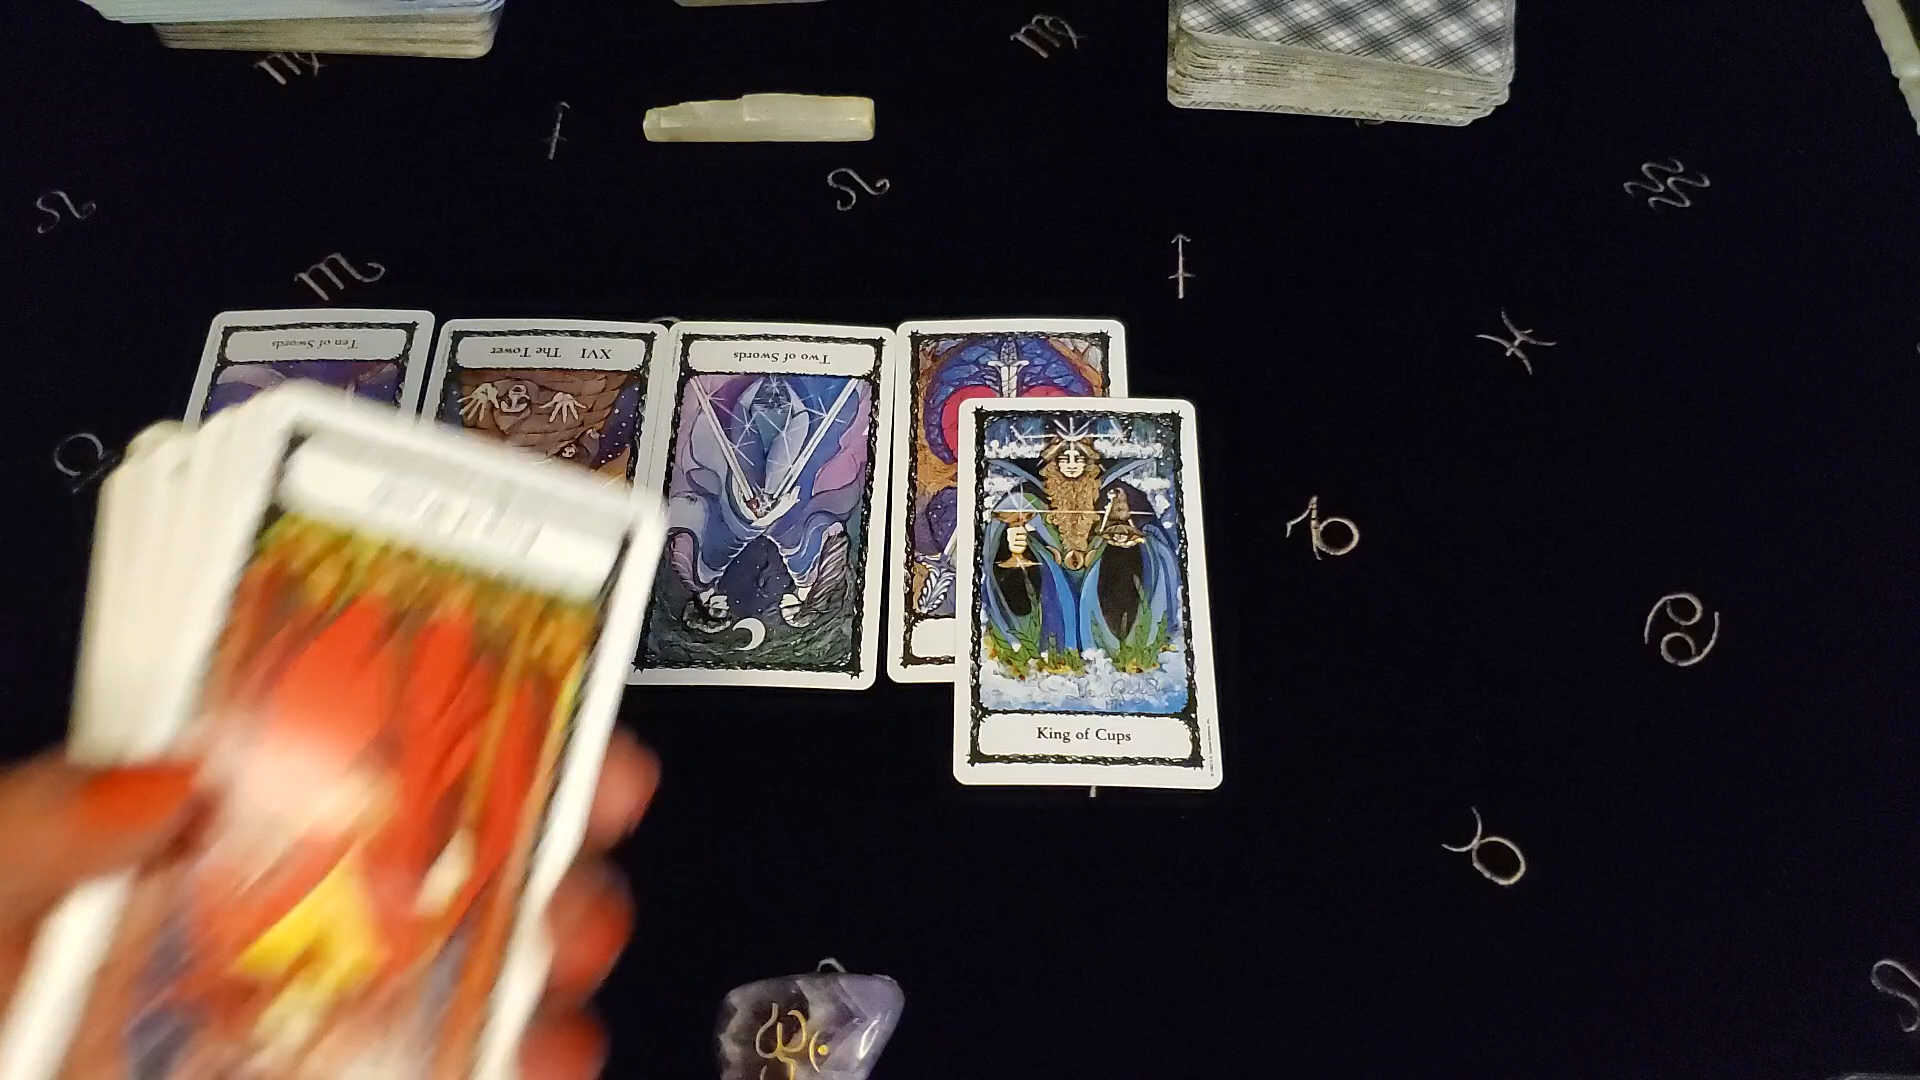 Ten of Swords
XVI The Tower
Two of Swords
King of Cups